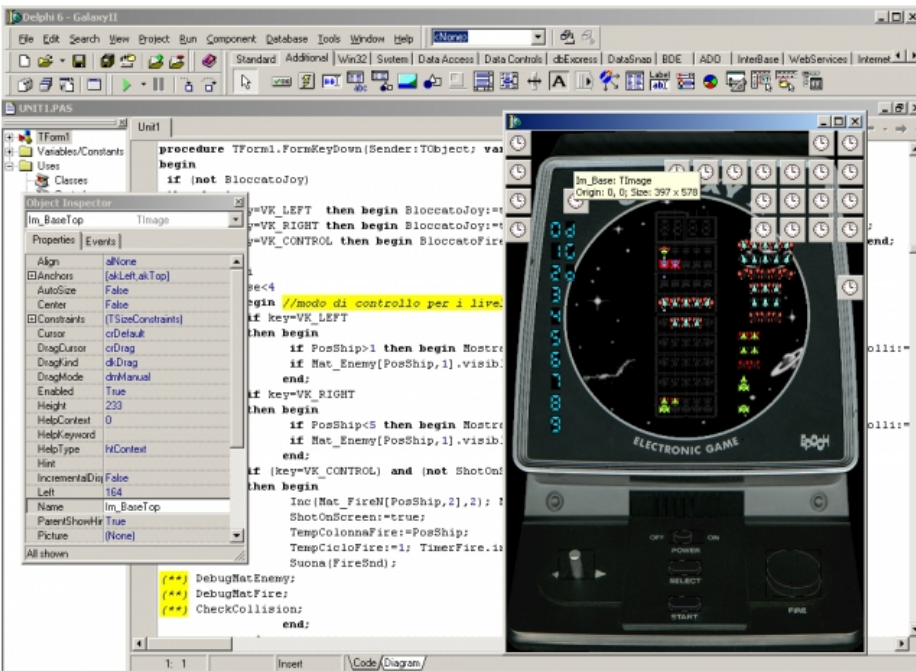 Delphi 6 - Galaxy11
File Edit Search View Project Run Component Database Tools Window Help <None>
Standard Additional Win32 System Data Access Data Controls dbExpress DataSnap BDE ADO InterBase WebServices Internet
UNIT1.PAS
TForm1
Variables/Constants
Uses
Classes
Unit1
procedure TForm1.FormKeyDown(Sender:TObject; var
begin
if (not BloccatoJoy)
=VK_LEFT then begin BloccatoJoy:=
=VK_RIGHT then begin BloccatoJoy:=
=VK_CONTROL then begin BloccatoFire
end;
se<4
egin //modo di controllo per i live
if key=VK_LEFT
then begin
if PosShip>1 then begin Mostr
if Mat_Enemy[PosShip,1].visib
end;
if key=VK_RIGHT
then begin
if PosShip<5 then begin Mostr
if Mat_Enemy[PosShip,1].visib
end;
if (key=VK_CONTROL) and (not ShotOn
then begin
Inc(Mat_FireN[PosShip,2],2);
ShotOnScreen:=true;
TempColonnaFire:=PosShip;
TempCicloFire:=1; TimerFire.i
Suona(FireSnd);
(**) DebugMatEnemy;
(**) DebugMatFire;
(**) CheckCollision;
end;
1: 1 Insert Code Diagram
Object Inspector
Im_BaseTop TImage
Properties Events
Align alNone
Anchors [akLeft,akTop]
AutoSize False
Center False
Constraints (TSizeConstraints)
Cursor crDefault
DragCursor crDrag
DragKind dkDrag
DragMode dmManual
Enabled True
Height 233
HelpContext 0
HelpKeyword
HelpType htContext
Hint
IncrementalDis False
Left 164
Name Im_BaseTop
ParentShowHir True
Picture (None)
All shown
Im_Base: TImage
Origin: 0, 0; Size: 397 x 578
ELECTRONIC GAME
EPOCH
OFF ON
POWER
SELECT
START
FIRE